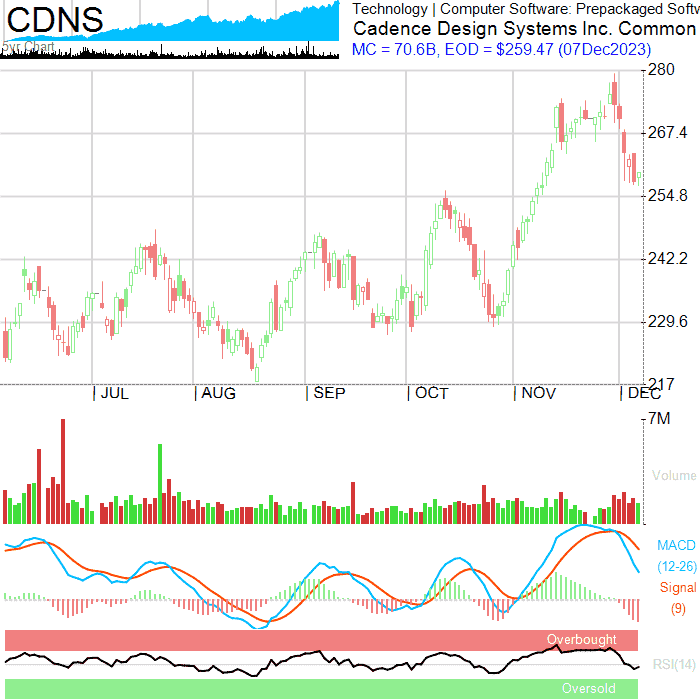 CDNS
5yr Chart
Technology | Computer Software: Prepackaged Softw
Cadence Design Systems Inc. Common
MC = 70.6B, EOD = $259.47 (07Dec2023)
280
267.4
254.8
242.2
229.6
217
JUL
AUG
SEP
OCT
NOV
DEC
7M
Volume
MACD
(12-26)
Signal
(9)
Overbought
RSI(14)
Oversold